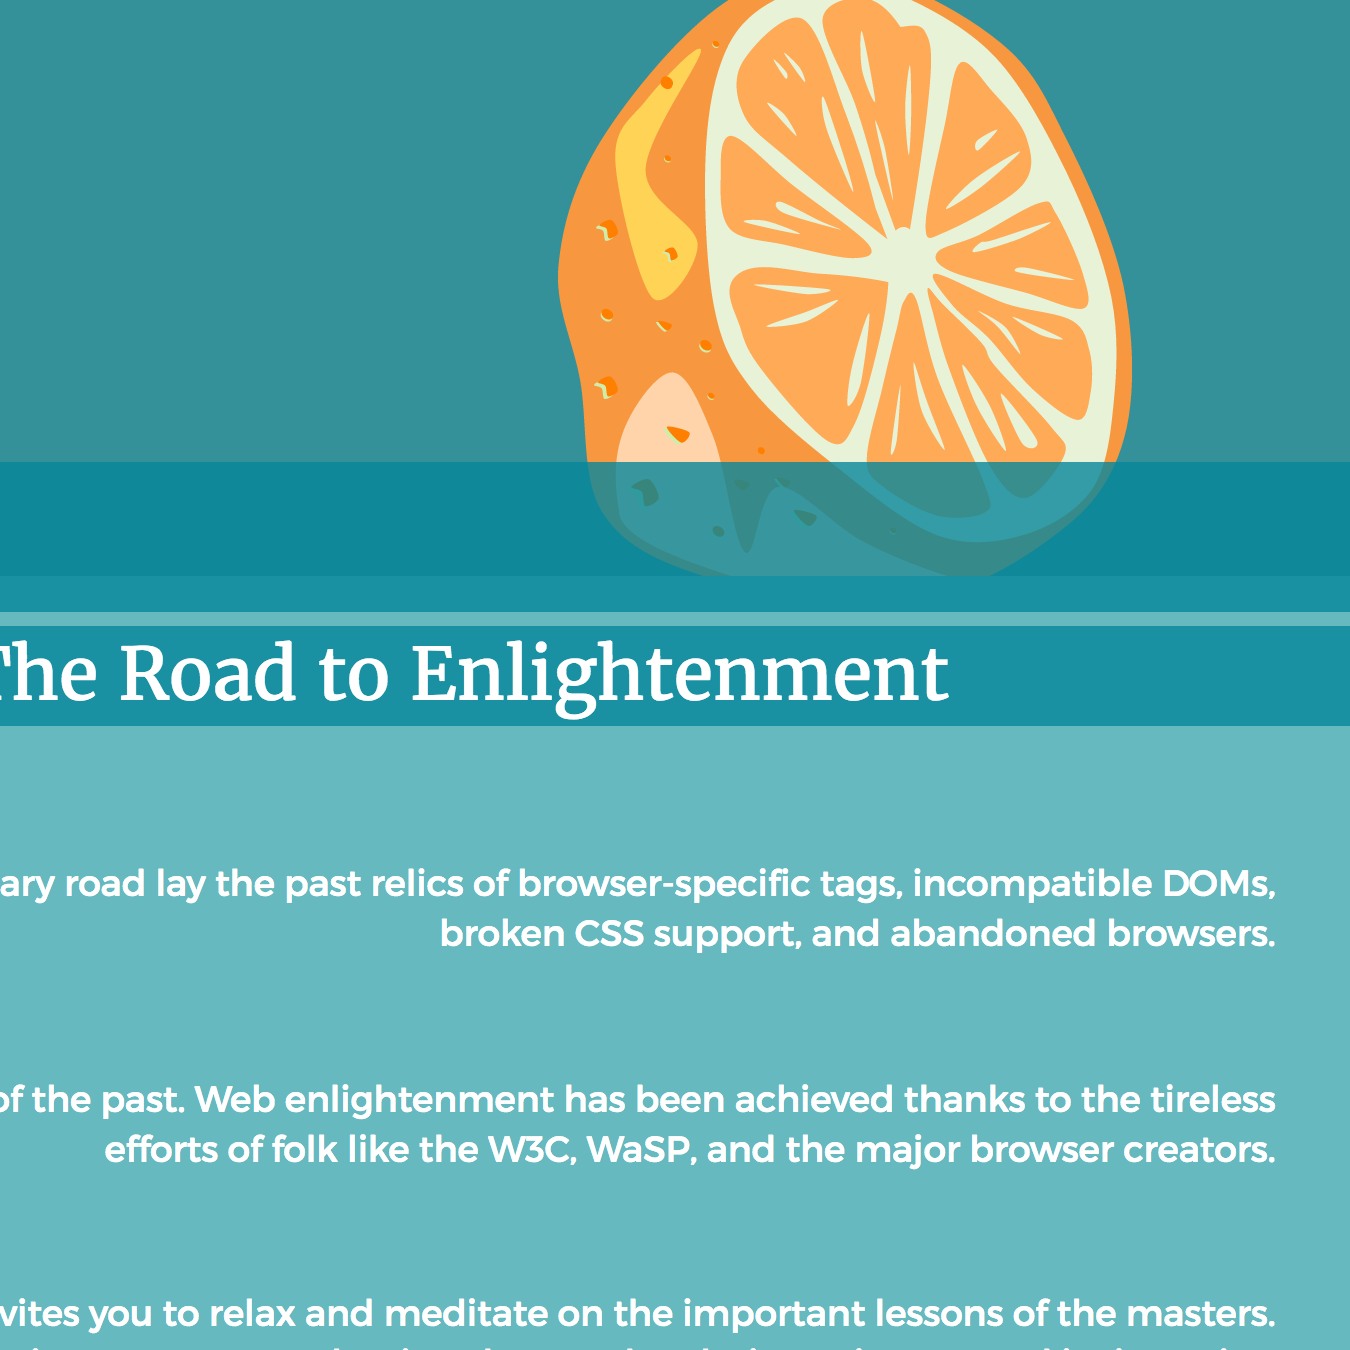 The Road to Enlightenment
ary road lay the past relics of browser-specific tags, incompatible DOMs,
broken CSS support, and abandoned browsers.
of the past. Web enlightenment has been achieved thanks to the tireless
efforts of folk like the W3C, WaSP, and the major browser creators.
vites you to relax and meditate on the important lessons of the masters.